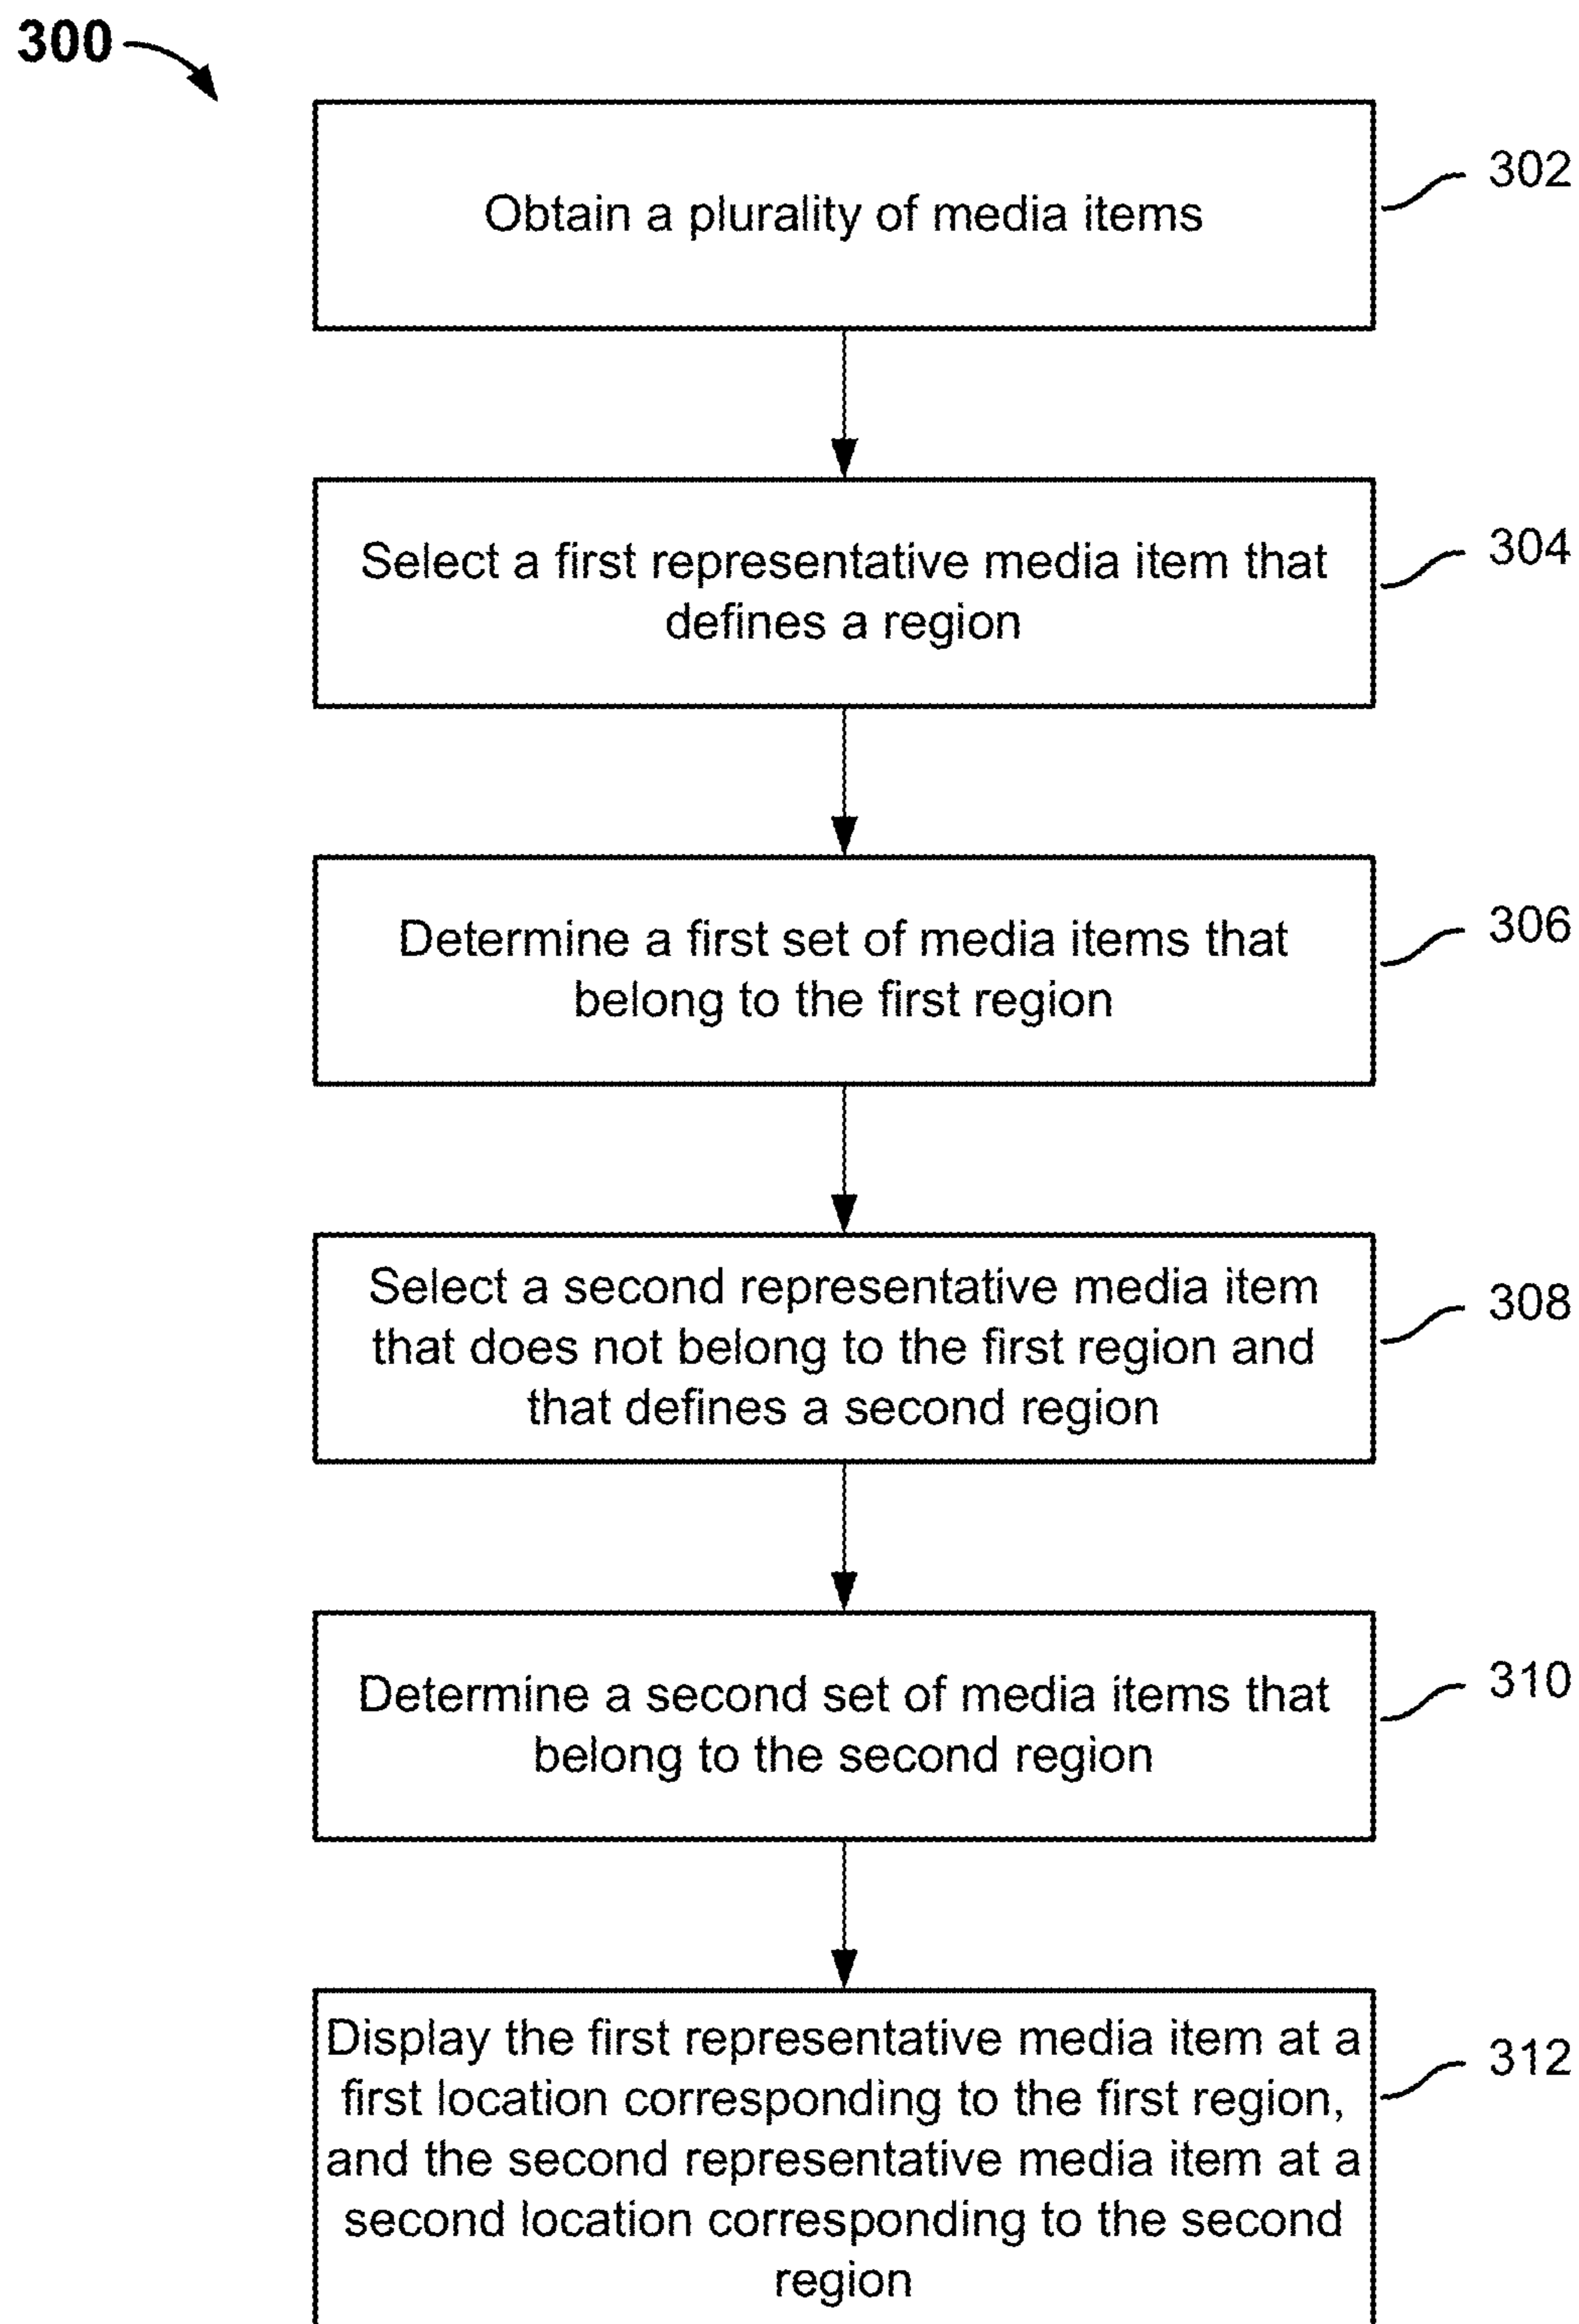 300
Obtain a plurality of media items
302
Select a first representative media item that
defines a region
304
Determine a first set of media items that
belong to the first region
306
Select a second representative media item
that does not belong to the first region and
that defines a second region
308
Determine a second set of media items that
belong to the second region
310
Display the first representative media item at a
first location corresponding to the first region,
and the second representative media item at a
second location corresponding to the second
region
312